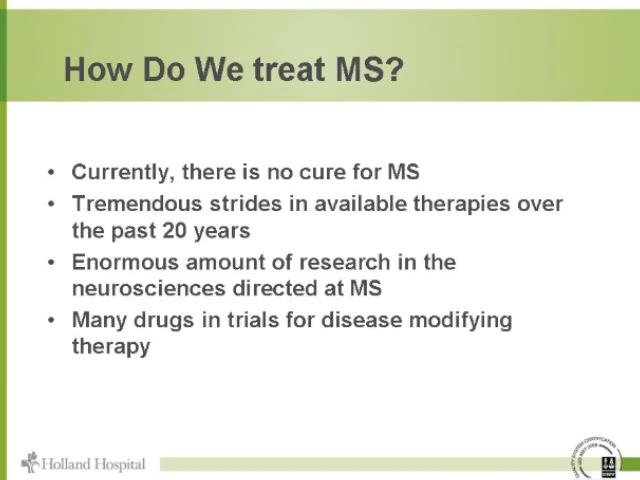 How Do We treat MS?
• Currently, there is no cure for MS
• Tremendous strides in available therapies over
the past 20 years
• Enormous amount of research in the
neurosciences directed at MS
• Many drugs in trials for disease modifying
therapy
Holland Hospital